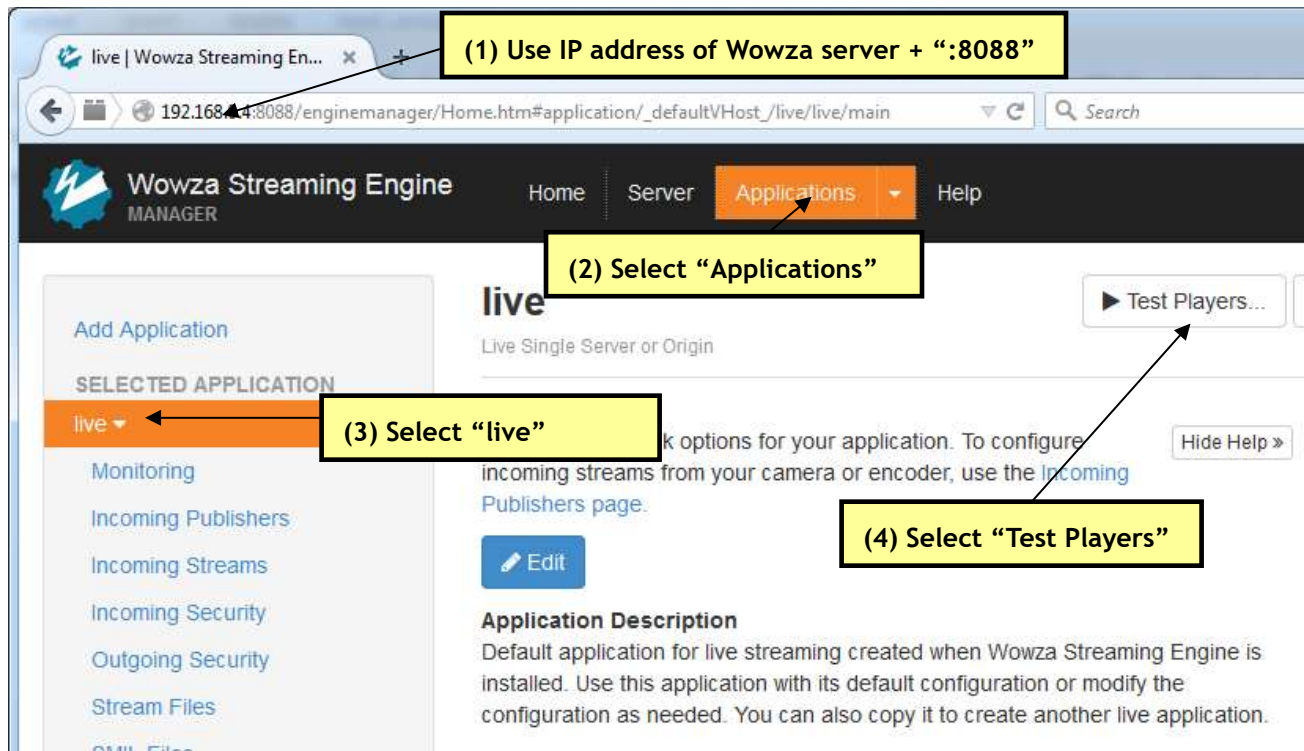 live | Wowza Streaming En... × +
(1) Use IP address of Wowza server + “:8088”
:8088/enginemanager/Home.htm#application/_defaultVHost_/live/live/main
Search
Wowza Streaming Engine
MANAGER
Home Server Applications Help
(2) Select “Applications”
Add Application
SELECTED APPLICATION
live
Monitoring
Incoming Publishers
Incoming Streams
Incoming Security
Outgoing Security
Stream Files
SMIL Files
(3) Select “live”
live
Live Single Server or Origin
Test Players...
options for your application. To configure
incoming streams from your camera or encoder, use the Incoming
Publishers page.
Hide Help »
(4) Select “Test Players”
Edit
Application Description
Default application for live streaming created when Wowza Streaming Engine is
installed. Use this application with its default configuration or modify the
configuration as needed. You can also copy it to create another live application.